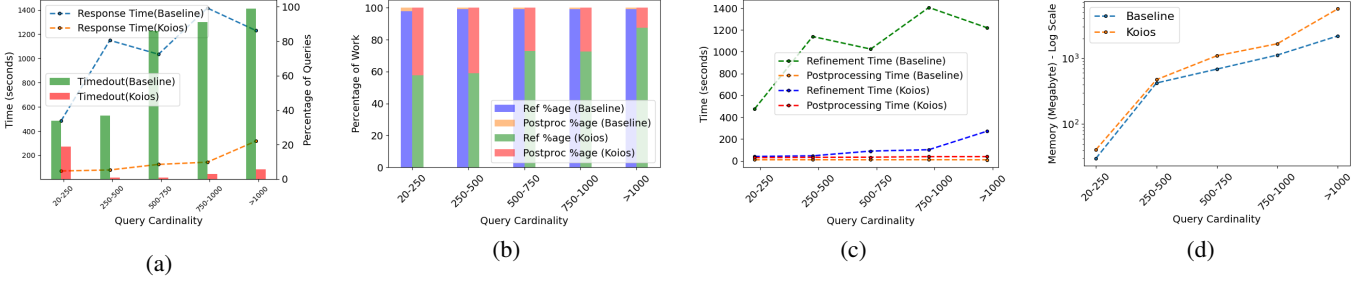 1400
1200
1000
800
600
400
200
Time (seconds)
Response Time(Baseline)
Response Time(Koios)
Timedout(Baseline)
Timedout(Koios)
100
80
60
40
20
0
Percentage of Queries
20-250
250-500
500-750
750-1000
>1000
Query Cardinality
(a)
100
80
60
40
20
0
Percentage of Work
Ref %age (Baseline)
Postproc %age (Baseline)
Ref %age (Koios)
Postproc %age (Koios)
20-250
250-500
500-750
750-1000
>1000
Query Cardinality
(b)
1400
1200
1000
800
600
400
200
0
Time (seconds)
Refinement Time (Baseline)
Postprocessing Time (Baseline)
Refinement Time (Koios)
Postprocessing Time (Koios)
20-250
250-500
500-750
750-1000
>1000
Query Cardinality
(c)
Memory (Megabyte) - Log Scale
10³
10²
Baseline
Koios
20-250
250-500
500-750
750-1000
>1000
Query Cardinality
(d)